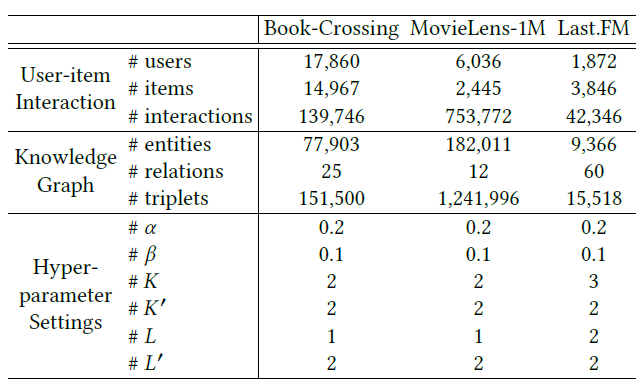 Book-Crossing MovieLens-1M Last.FM
User-item Interaction
# users 17,860 6,036 1,872
# items 14,967 2,445 3,846
# interactions 139,746 753,772 42,346
Knowledge Graph
# entities 77,903 182,011 9,366
# relations 25 12 60
# triplets 151,500 1,241,996 15,518
Hyper-parameter Settings
# α 0.2 0.2 0.2
# β 0.1 0.1 0.1
# K 2 2 3
# K′ 2 2 2
# L 1 1 2
# L′ 2 2 2